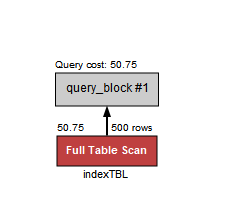 Query cost: 50.75
query_block #1
50.75 500 rows
Full Table Scan
indexTBL